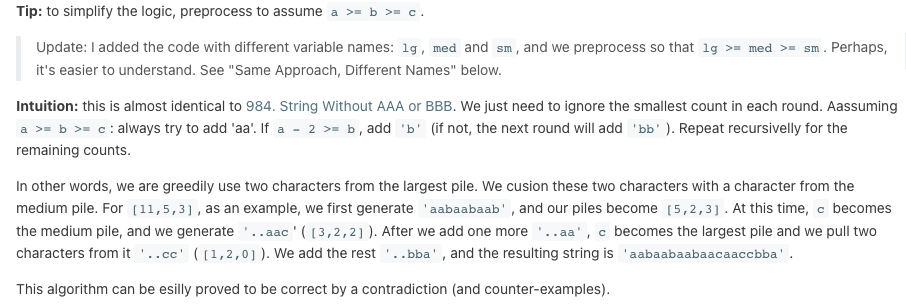 Tip: to simplify the logic, preprocess to assume a >= b >= c .
Update: I added the code with different variable names: lg , med and sm , and we preprocess so that lg >= med >= sm . Perhaps,
it's easier to understand. See "Same Approach, Different Names" below.
Intuition: this is almost identical to 984. String Without AAA or BBB. We just need to ignore the smallest count in each round. Aassuming
a >= b >= c : always try to add 'aa'. If a - 2 >= b , add 'b' (if not, the next round will add 'bb' ). Repeat recursivelly for the
remaining counts.
In other words, we are greedily use two characters from the largest pile. We cusion these two characters with a character from the
medium pile. For [11,5,3] , as an example, we first generate 'aabaabaab' , and our piles become [5,2,3] . At this time, c becomes
the medium pile, and we generate '..aac ' ( [3,2,2] ). After we add one more '..aa' , c becomes the largest pile and we pull two
characters from it '..cc' ( [1,2,0] ). We add the rest '..bba' , and the resulting string is 'aabaabaabaacaaccbba' .
This algorithm can be esilly proved to be correct by a contradiction (and counter-examples).